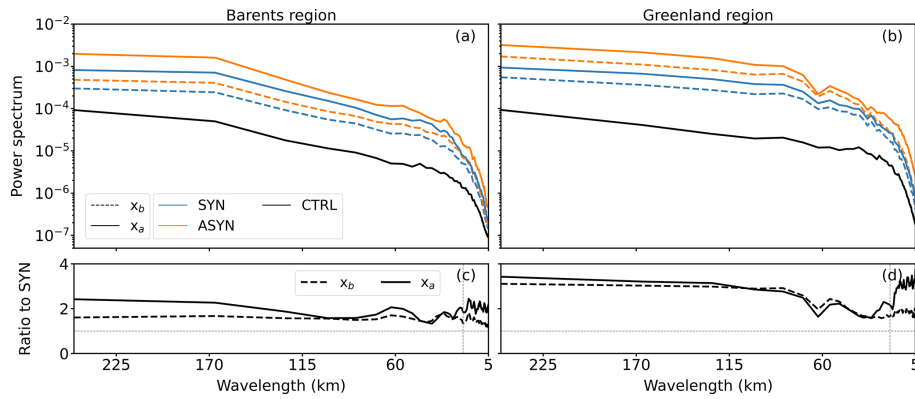 Barents region
Greenland region
Power spectrum
10⁻²
10⁻³
10⁻⁴
10⁻⁵
10⁻⁶
10⁻⁷
(a)
(b)
x_b
x_a
SYN
ASYN
CTRL
Ratio to SYN
4
2
0
(c)
(d)
x_b
x_a
225
170
115
60
5
225
170
115
60
5
Wavelength (km)
Wavelength (km)